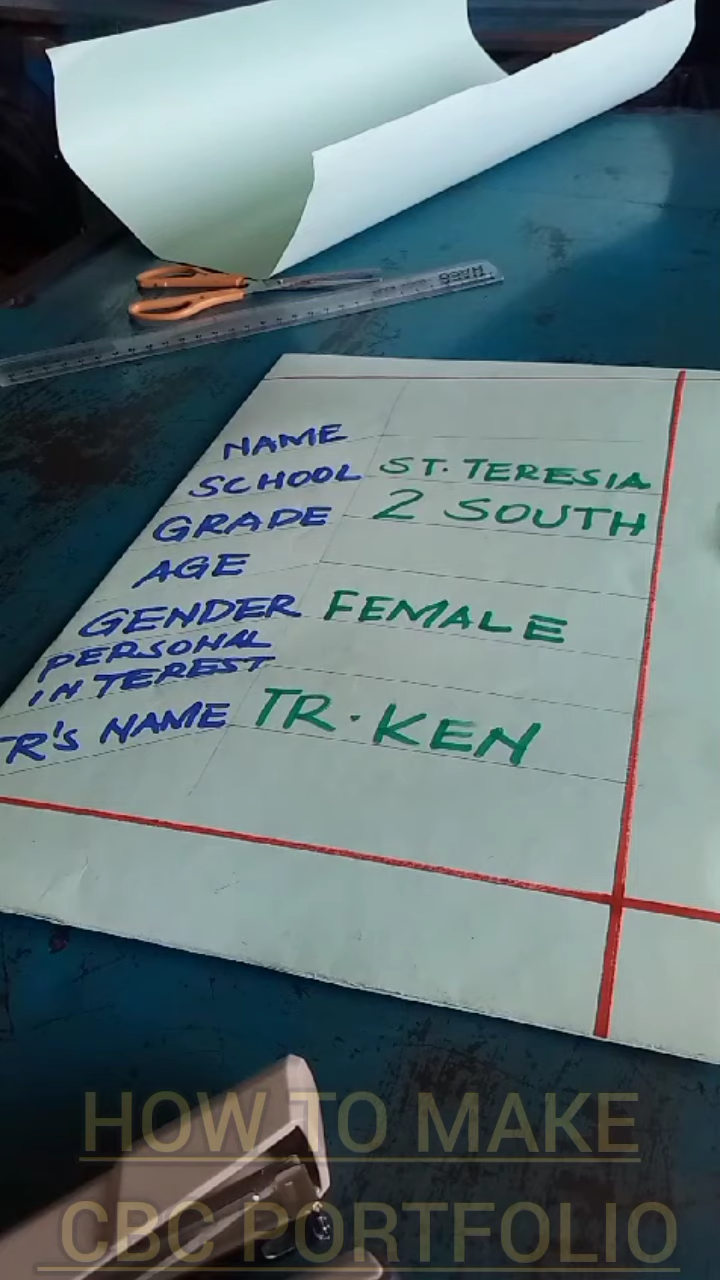 HACO
NAME
SCHOOL ST. TERESIA
GRADE 2 SOUTH
AGE
GENDER FEMALE
PERSONAL
INTEREST
TR'S NAME TR. KEN
HOW TO MAKE
CBC PORTFOLIO